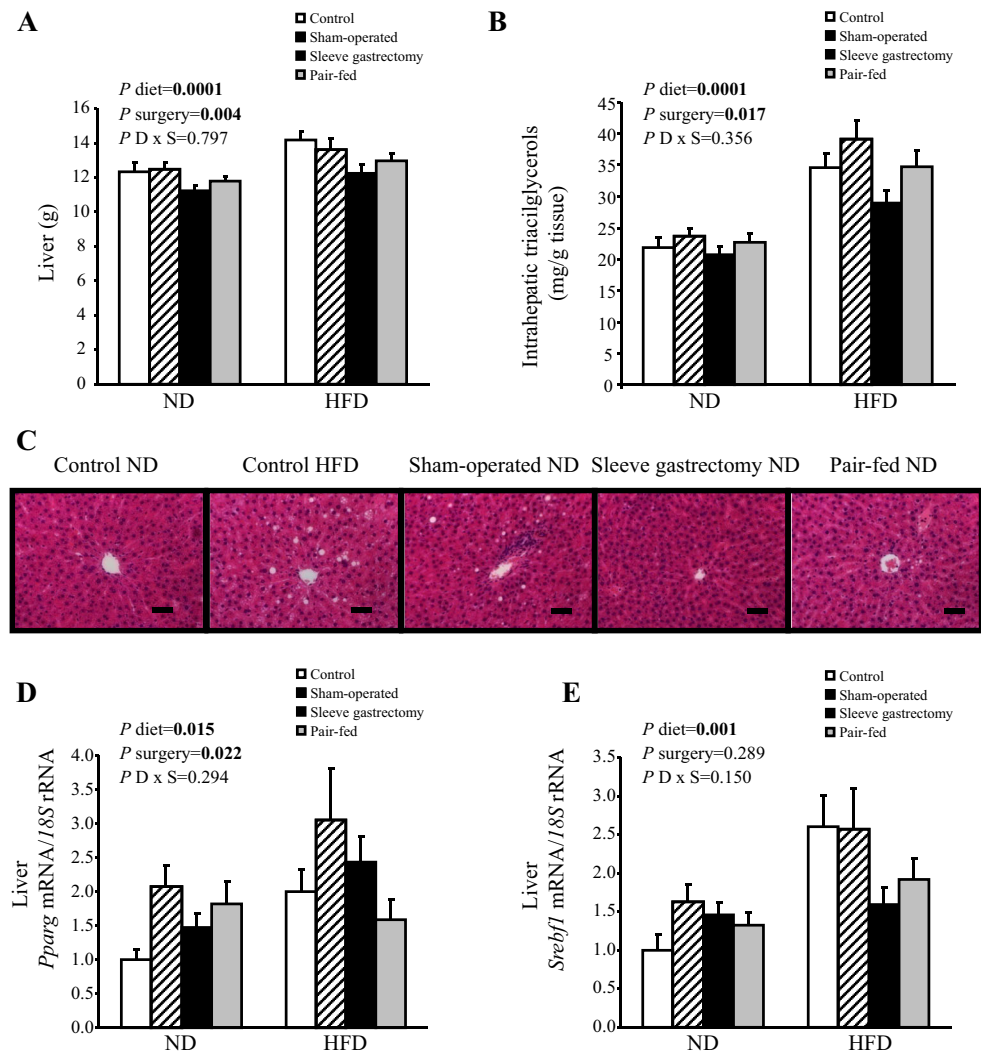 A
Control
Sham-operated
Sleeve gastrectomy
Pair-fed
P diet=0.0001
P surgery=0.004
P D x S=0.797
Liver (g)
16
14
12
10
8
6
4
2
0
ND
HFD
B
Control
Sham-operated
Sleeve gastrectomy
Pair-fed
P diet=0.0001
P surgery=0.017
P D x S=0.356
Intrahepatic triacilglycerols
(mg/g tissue)
45
40
35
30
25
20
15
10
5
0
ND
HFD
C
Control ND
Control HFD
Sham-operated ND
Sleeve gastrectomy ND
Pair-fed ND
D
Control
Sham-operated
Sleeve gastrectomy
Pair-fed
P diet=0.015
P surgery=0.022
P D x S=0.294
Liver
Pparg mRNA/18S rRNA
4.0
3.5
3.0
2.5
2.0
1.5
1.0
0.5
0.0
ND
HFD
E
Control
Sham-operated
Sleeve gastrectomy
Pair-fed
P diet=0.001
P surgery=0.289
P D x S=0.150
Liver
Srebf1 mRNA/18S rRNA
3.5
3.0
2.5
2.0
1.5
1.0
0.5
0.0
ND
HFD